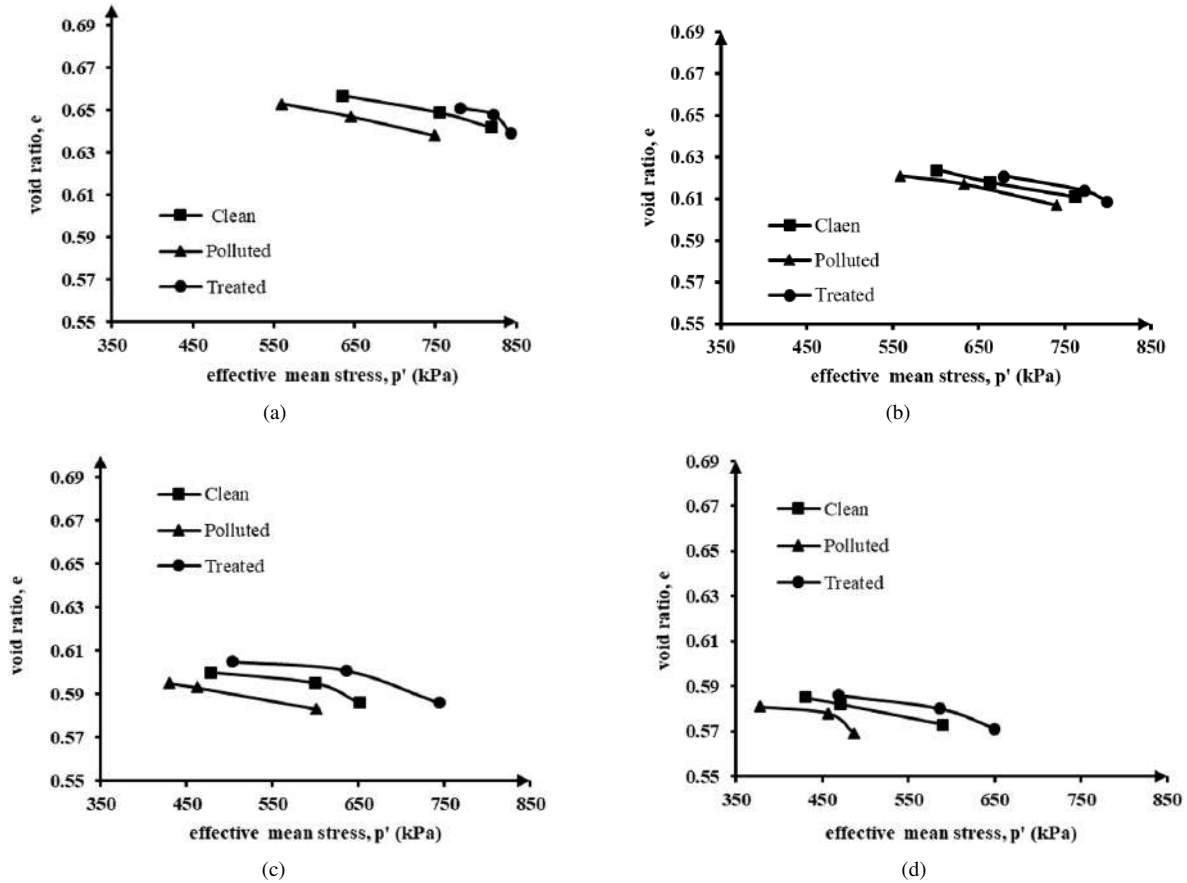 0.69
0.67
0.65
0.63
0.61
0.59
0.57
0.55
void ratio, e
Clean
Polluted
Treated
350
450
550
650
750
850
effective mean stress, p' (kPa)
(a)
0.69
0.67
0.65
0.63
0.61
0.59
0.57
0.55
void ratio, e
Claen
Polluted
Treated
350
450
550
650
750
850
effective mean stress, p' (kPa)
(b)
0.69
0.67
0.65
0.63
0.61
0.59
0.57
0.55
void ratio, e
Clean
Polluted
Treated
350
450
550
650
750
850
effective mean stress, p' (kPa)
(c)
0.69
0.67
0.65
0.63
0.61
0.59
0.57
0.55
void ratio, e
Clean
Polluted
Treated
350
450
550
650
750
850
effective mean stress, p' (kPa)
(d)